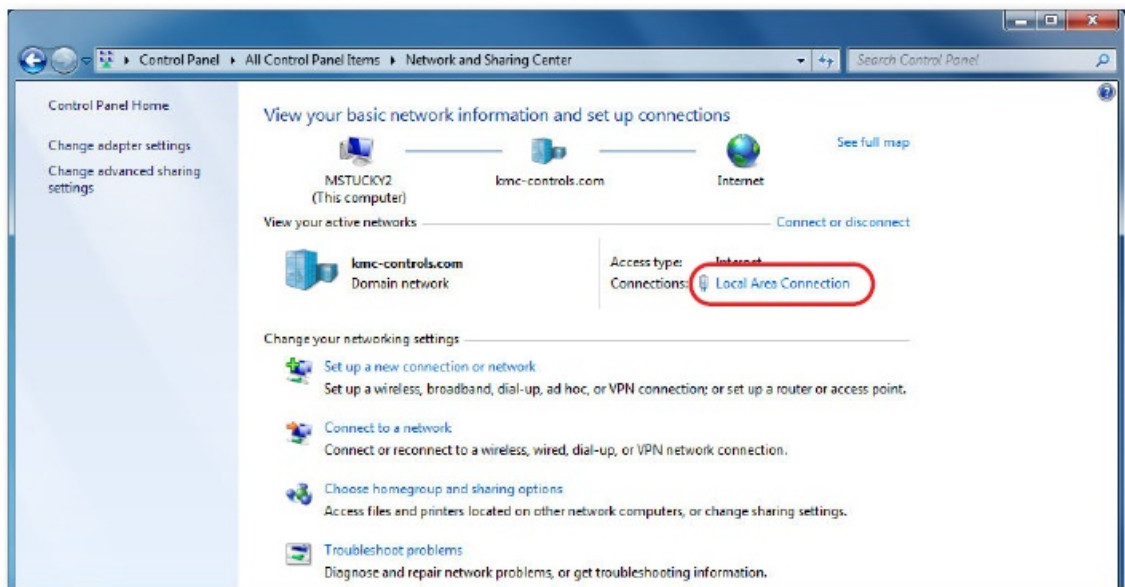 Control Panel ▸ All Control Panel Items ▸ Network and Sharing Center
Search Control Panel
Control Panel Home
Change adapter settings
Change advanced sharing
settings
View your basic network information and set up connections
See full map
MSTUCKY2
(This computer)
kmc-controls.com
Internet
View your active networks
Connect or disconnect
kmc-controls.com
Domain network
Access type: Internet
Connections: Local Area Connection
Change your networking settings
Set up a new connection or network
Set up a wireless, broadband, dial-up, ad hoc, or VPN connection; or set up a router or access point.
Connect to a network
Connect or reconnect to a wireless, wired, dial-up, or VPN network connection.
Choose homegroup and sharing options
Access files and printers located on other network computers, or change sharing settings.
Troubleshoot problems
Diagnose and repair network problems, or get troubleshooting information.